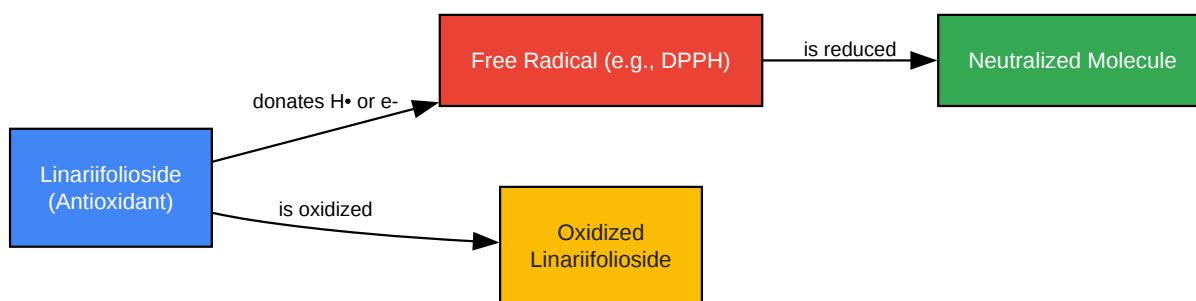 Free Radical (e.g., DPPH)
is reduced
Neutralized Molecule
donates H• or e-
Linariifolioside
(Antioxidant)
is oxidized
Oxidized
Linariifolioside